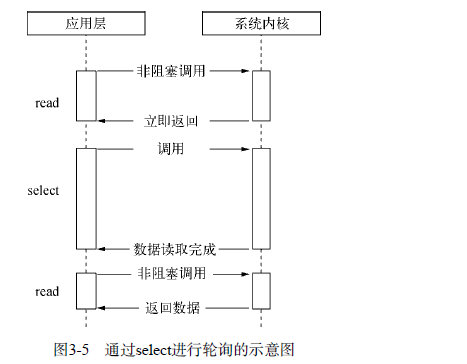 应用层 系统内核
非阻塞调用
read
立即返回
调用
select
数据读取完成
非阻塞调用
read
返回数据
图3-5 通过select进行轮询的示意图